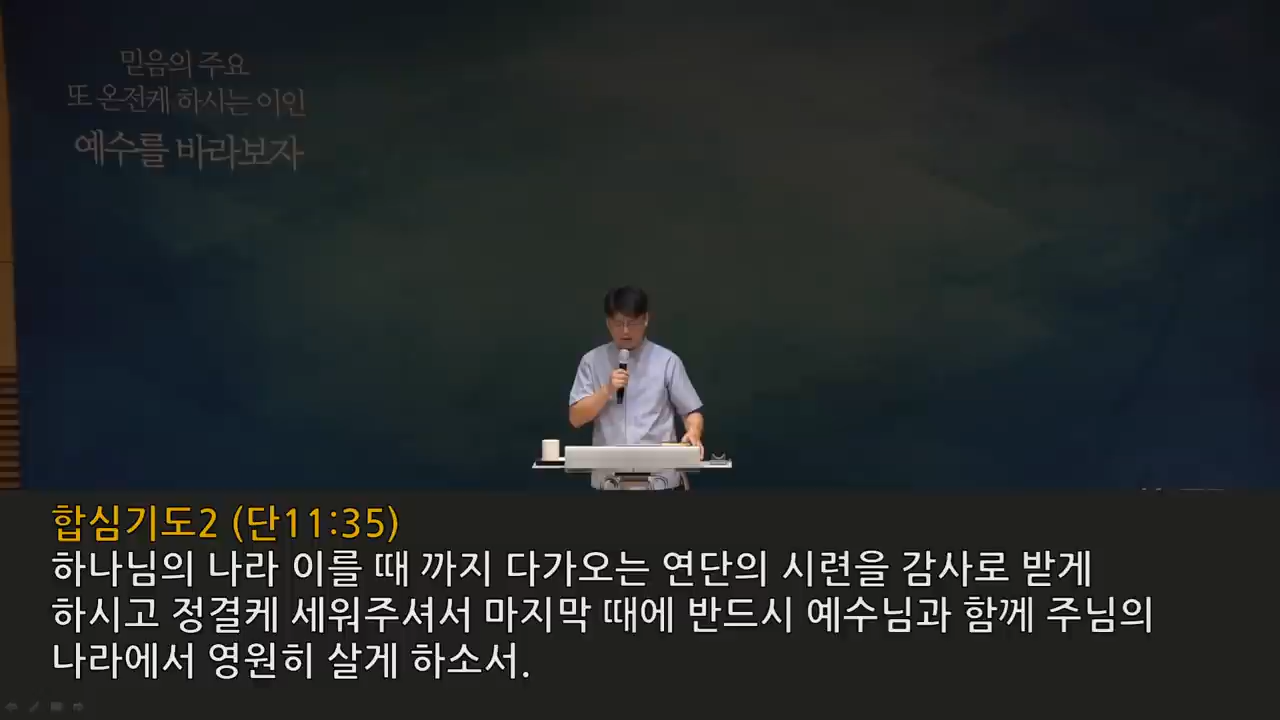 믿음의 주요
또 온전케 하시는 이인
예수를 바라보자
합심기도2 (단11:35)
하나님의 나라 이를 때 까지 다가오는 연단의 시련을 감사로 받게
하시고 정결케 세워주셔서 마지막 때에 반드시 예수님과 함께 주님의
나라에서 영원히 살게 하소서.